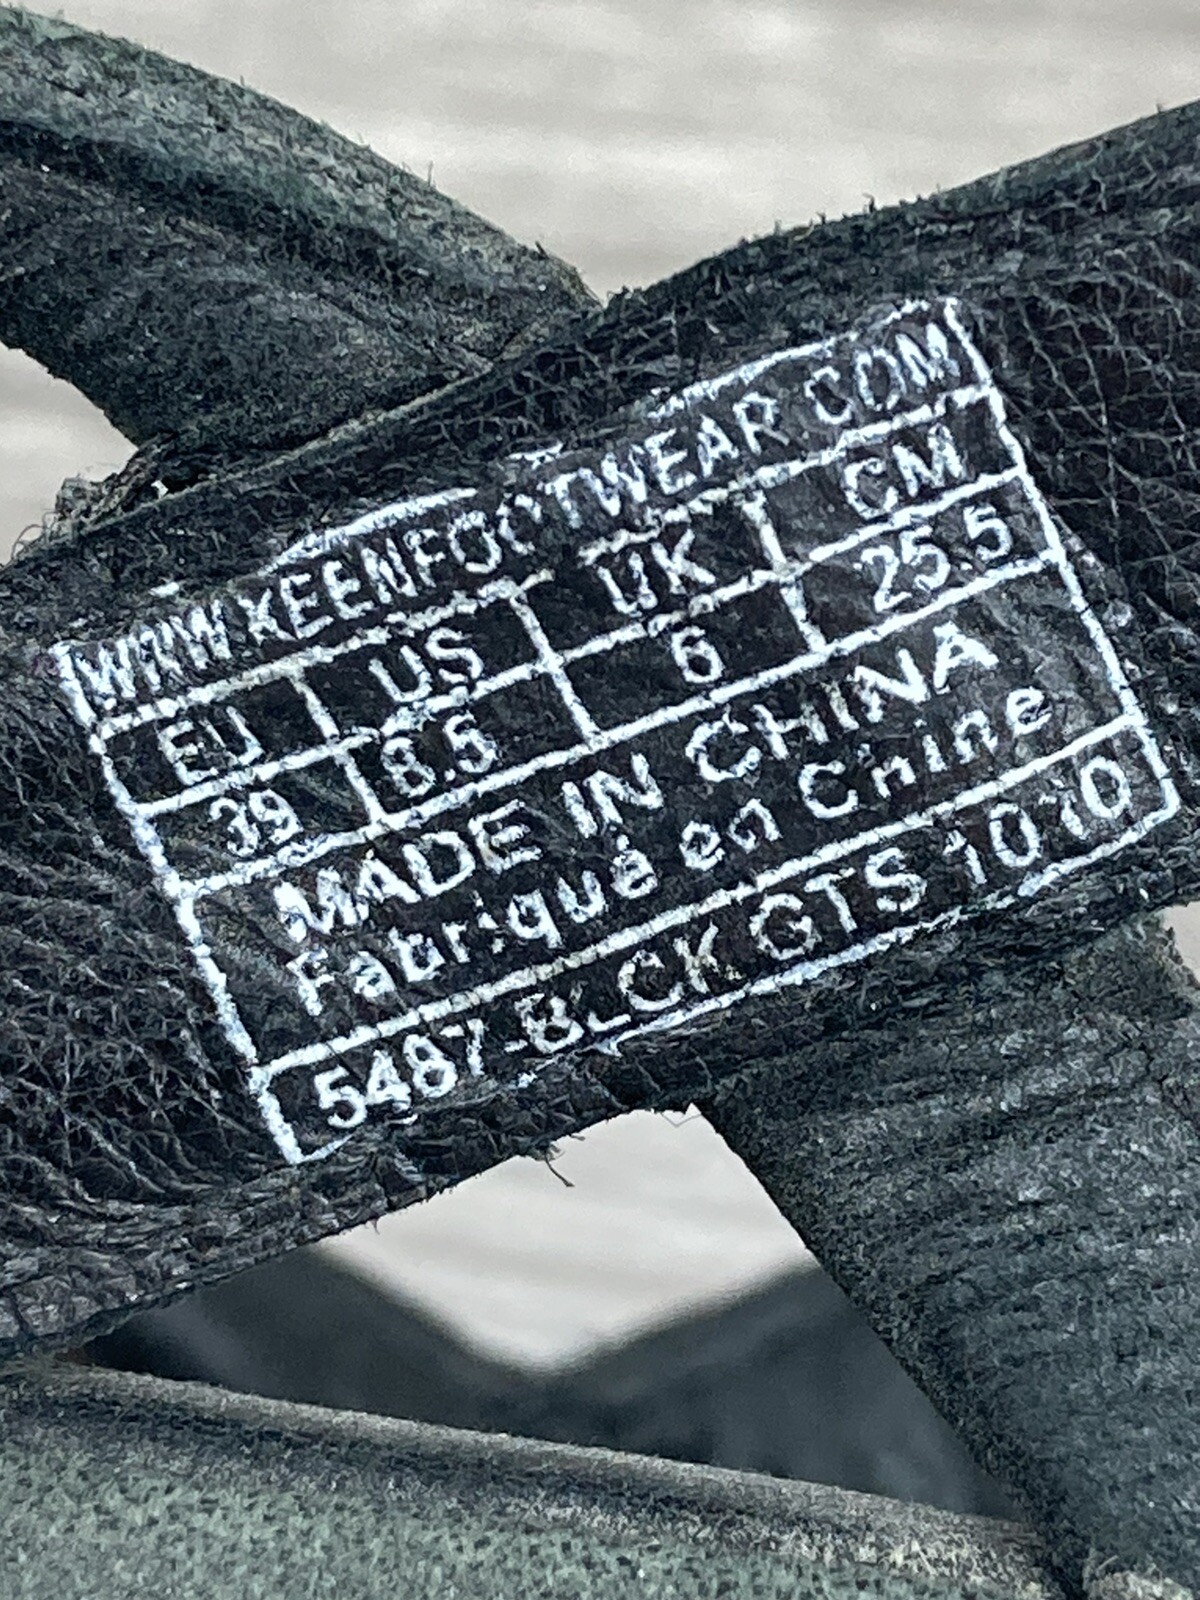 WWW.KEENFOOTWEAR.COM
EU US UK CM
39 8.5 6 25.5
MADE IN CHINA
Fabriqué en Chine
5487-BLCK GTS 1010